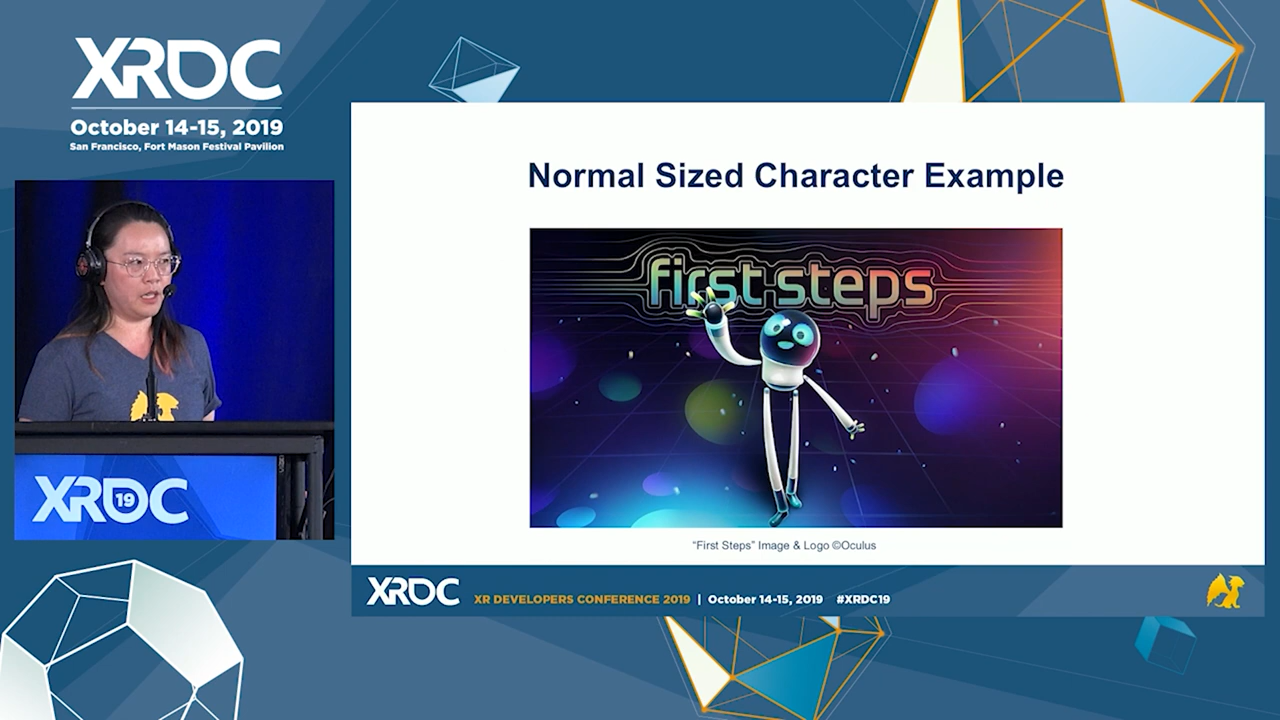 XRDC
October 14-15, 2019
San Francisco, Fort Mason Festival Pavilion
Normal Sized Character Example
first steps
"First Steps" Image & Logo ©Oculus
XRDC
19
XRDC XR DEVELOPERS CONFERENCE 2019 | October 14-15, 2019 #XRDC19